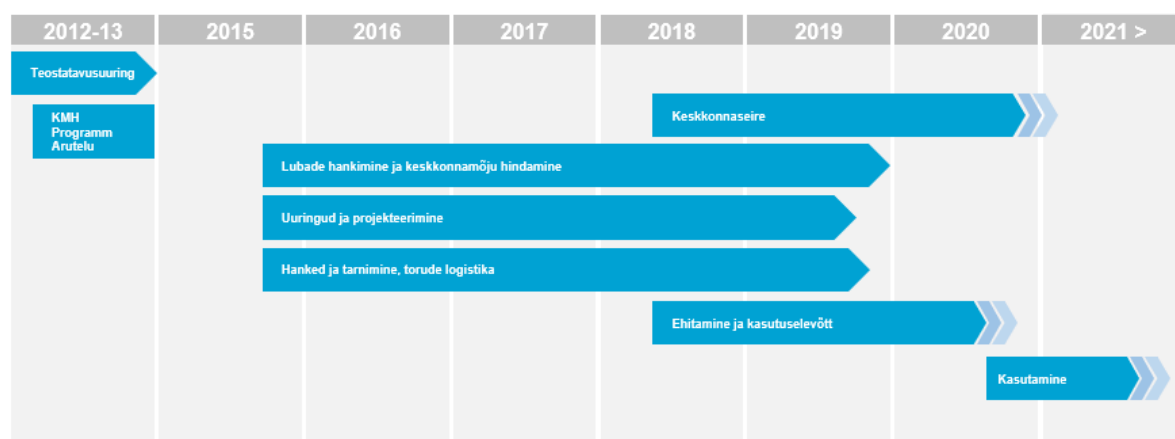 2012-13 2015 2016 2017 2018 2019 2020 2021 >
Teostatavusuuring
KMH
Programm
Arutelu
Keskkonnaseire
Lubade hankimine ja keskkonnamõju hindamine
Uuringud ja projekteerimine
Hanked ja tarnimine, torude logistika
Ehitamine ja kasutuselevõtt
Kasutamine